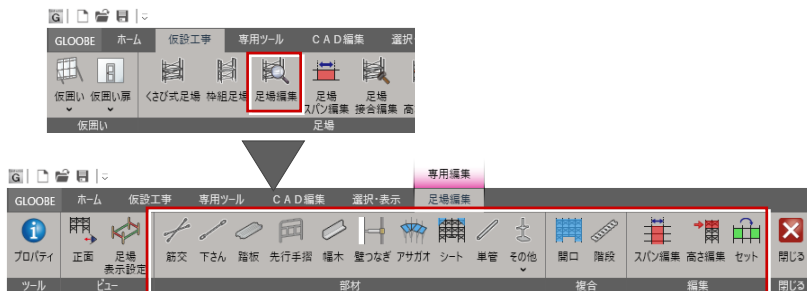 G
GLOOBE ホーム 仮設工事 専用ツール CAD編集 選択
仮囲い 仮囲い扉 くさび式足場 枠組足場 足場編集 足場 足場
スパン編集 接合編集 高
仮囲い 足場
G
専用編集
GLOOBE ホーム 仮設工事 専用ツール CAD編集 選択・表示 足場編集
プロパティ 正面 足場 筋交 下さん 踏板 先行手摺 幅木 壁つなぎ アサガオ シート 単管 その他 開口 階段 スパン編集 高さ編集 セット 閉じる
表示設定
ツール ビュー 部材 複合 編集 閉じる